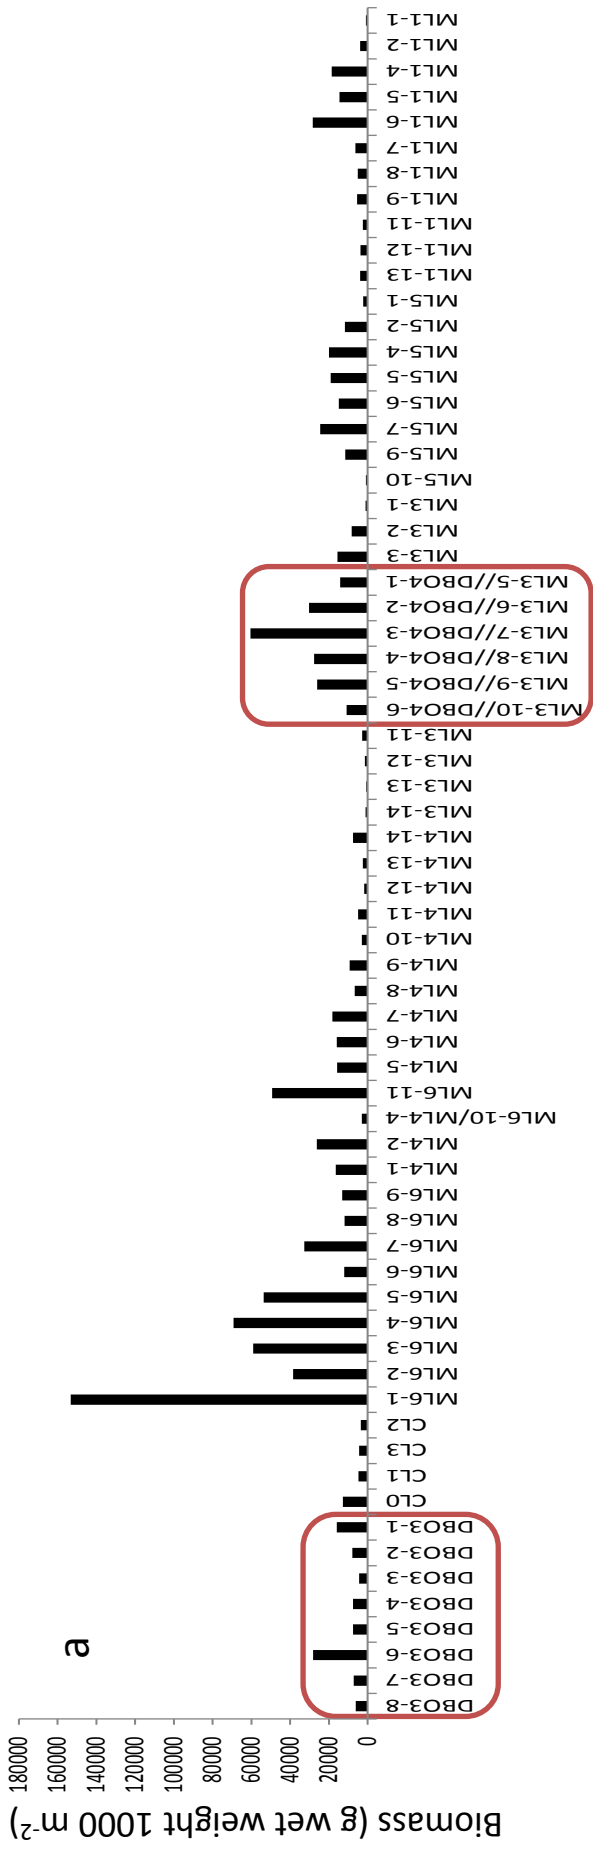 a
Biomass (g wet weight 1000 m⁻²)
180000
160000
140000
120000
100000
80000
60000
40000
20000
0
DBO3-8
DBO3-7
DBO3-6
DBO3-5
DBO3-4
DBO3-3
DBO3-2
DBO3-1
CL0
CL1
CL3
CL2
ML6-1
ML6-2
ML6-3
ML6-4
ML6-5
ML6-6
ML6-7
ML6-8
ML6-9
ML4-1
ML4-2
ML6-10/ML4-4
ML6-11
ML4-5
ML4-6
ML4-7
ML4-8
ML4-9
ML4-10
ML4-11
ML4-12
ML4-13
ML4-14
ML3-14
ML3-13
ML3-12
ML3-11
ML3-10//DBO4-6
ML3-9//DBO4-5
ML3-8//DBO4-4
ML3-7//DBO4-3
ML3-6//DBO4-2
ML3-5//DBO4-1
ML3-3
ML3-2
ML3-1
ML5-10
ML5-9
ML5-7
ML5-6
ML5-5
ML5-4
ML5-2
ML5-1
ML1-13
ML1-12
ML1-11
ML1-9
ML1-8
ML1-7
ML1-6
ML1-5
ML1-4
ML1-2
ML1-1